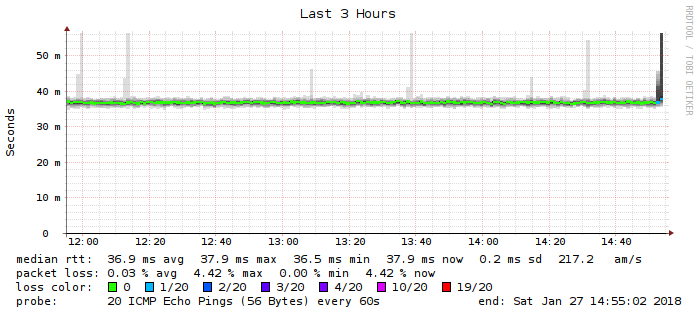 Last 3 Hours
RRDTOOL / TOBI OETIKER
Seconds
50 m
40 m
30 m
20 m
10 m
0
12:00 12:20 12:40 13:00 13:20 13:40 14:00 14:20 14:40
median rtt: 36.9 ms avg 37.9 ms max 36.5 ms min 37.9 ms now 0.2 ms sd 217.2 am/s
packet loss: 0.03 % avg 4.42 % max 0.00 % min 4.42 % now
loss color: 0 1/20 2/20 3/20 4/20 10/20 19/20
probe: 20 ICMP Echo Pings (56 Bytes) every 60s end: Sat Jan 27 14:55:02 2018